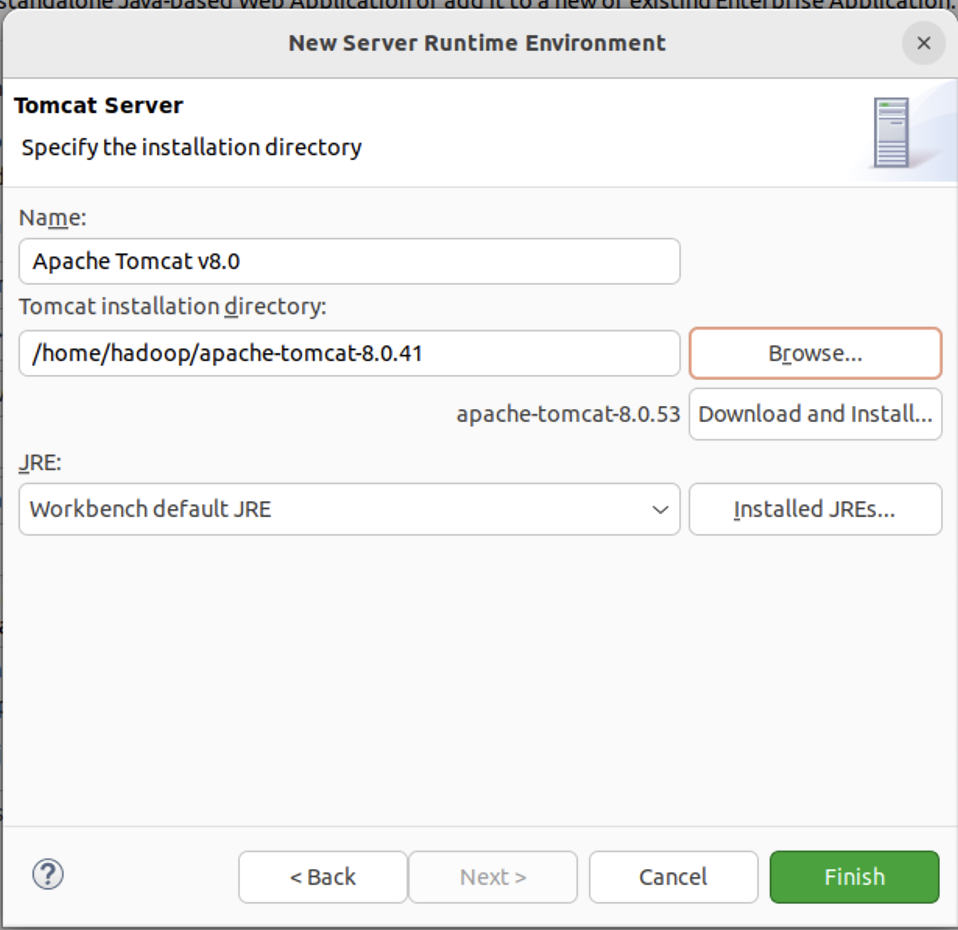 standalone Java-based Web Application or add it to a new or existing Enterprise Application.
New Server Runtime Environment
Tomcat Server
Specify the installation directory
Name:
Apache Tomcat v8.0
Tomcat installation directory:
/home/hadoop/apache-tomcat-8.0.41 Browse...
apache-tomcat-8.0.53 Download and Install...
JRE:
Workbench default JRE Installed JREs...
? < Back Next > Cancel Finish